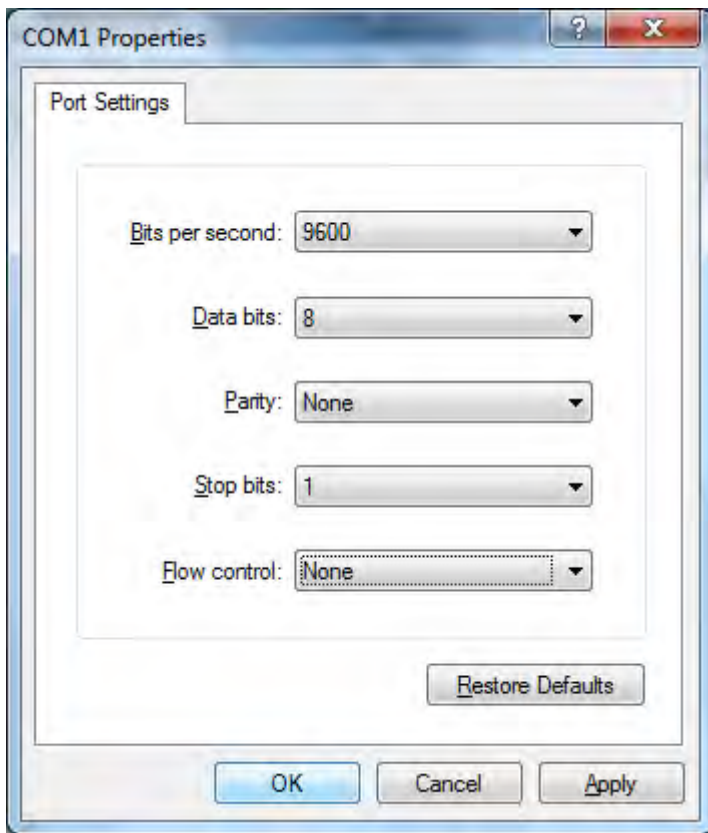 COM1 Properties
?
X
Port Settings
Bits per second: 9600
Data bits: 8
Parity: None
Stop bits: 1
Flow control: None
Restore Defaults
OK Cancel Apply